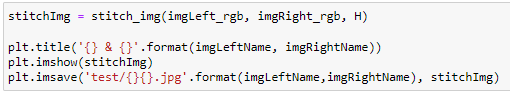 stitchImg = stitch_img(imgLeft_rgb, imgRight_rgb, H)
plt.title('{} & {}'.format(imgLeftName, imgRightName))
plt.imshow(stitchImg)
plt.imsave('test/{}{}.jpg'.format(imgLeftName,imgRightName), stitchImg)